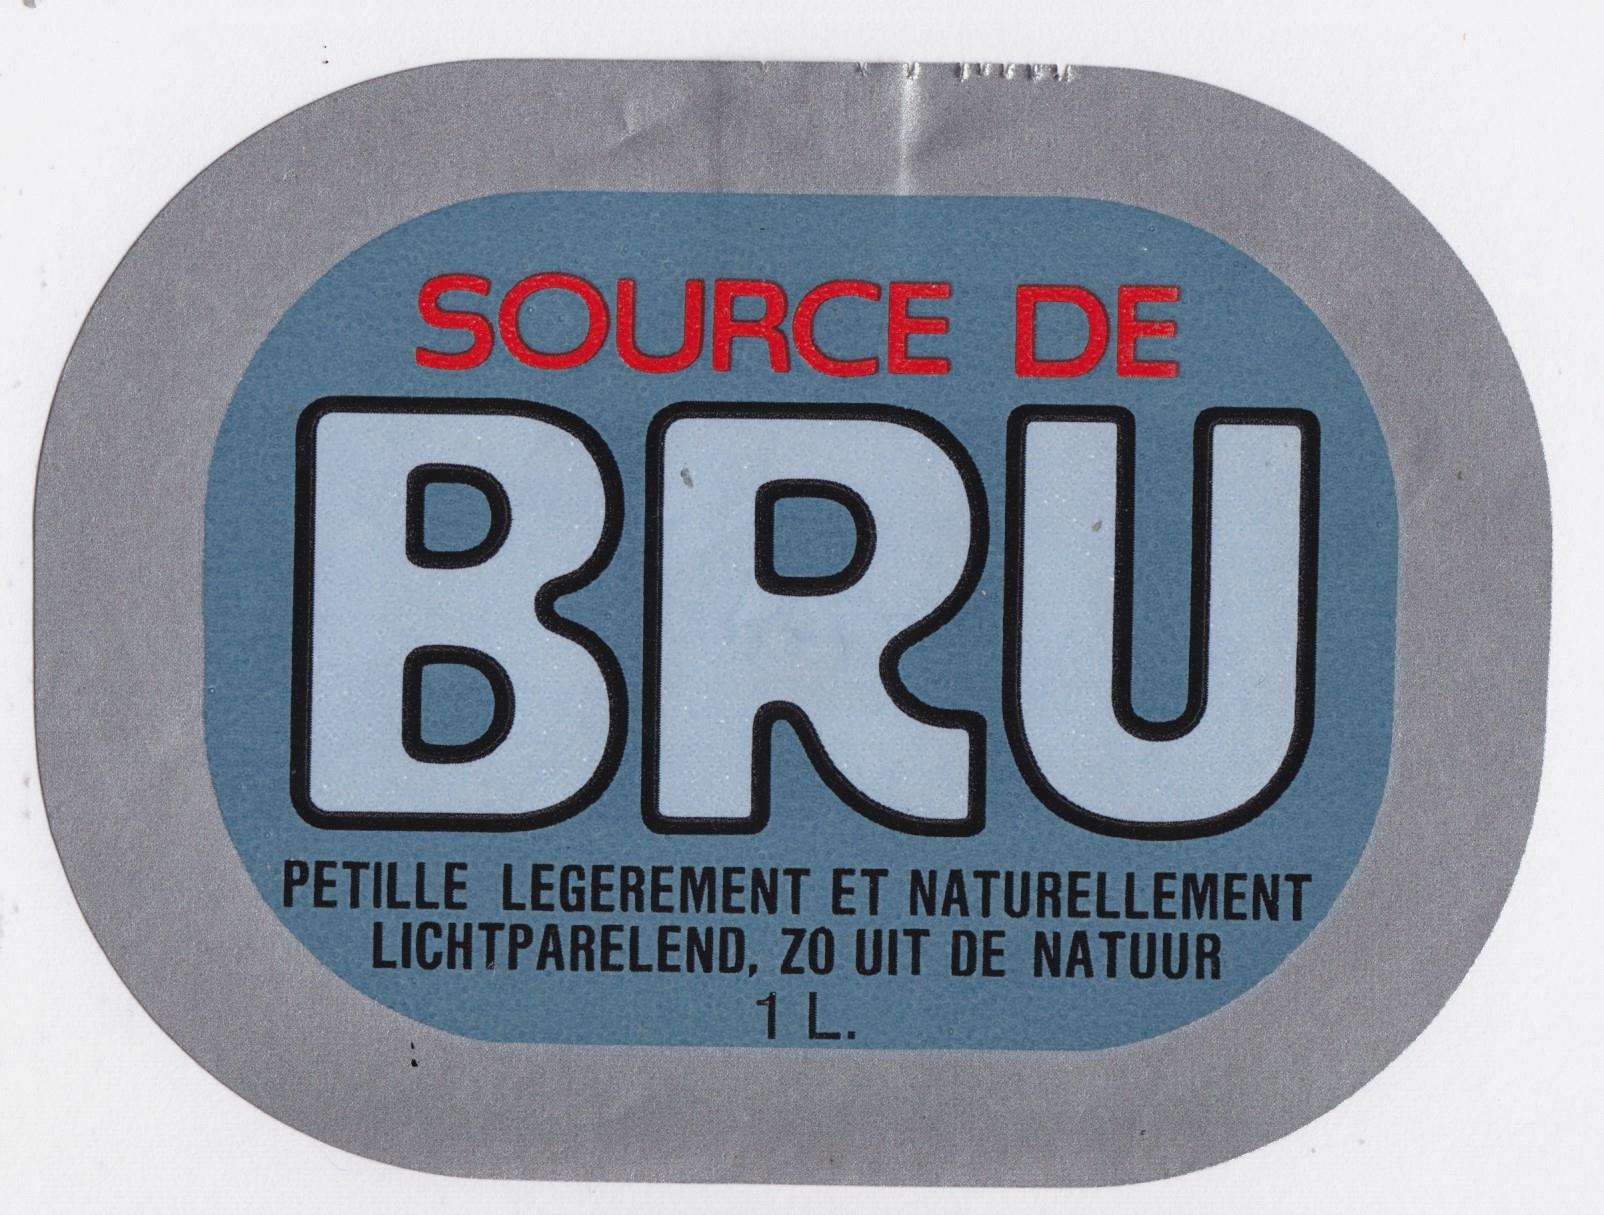 SOURCE DE
BRU
PETILLE LEGEREMENT ET NATURELLEMENT
LICHTPARELEND, ZO UIT DE NATUUR
1 L.